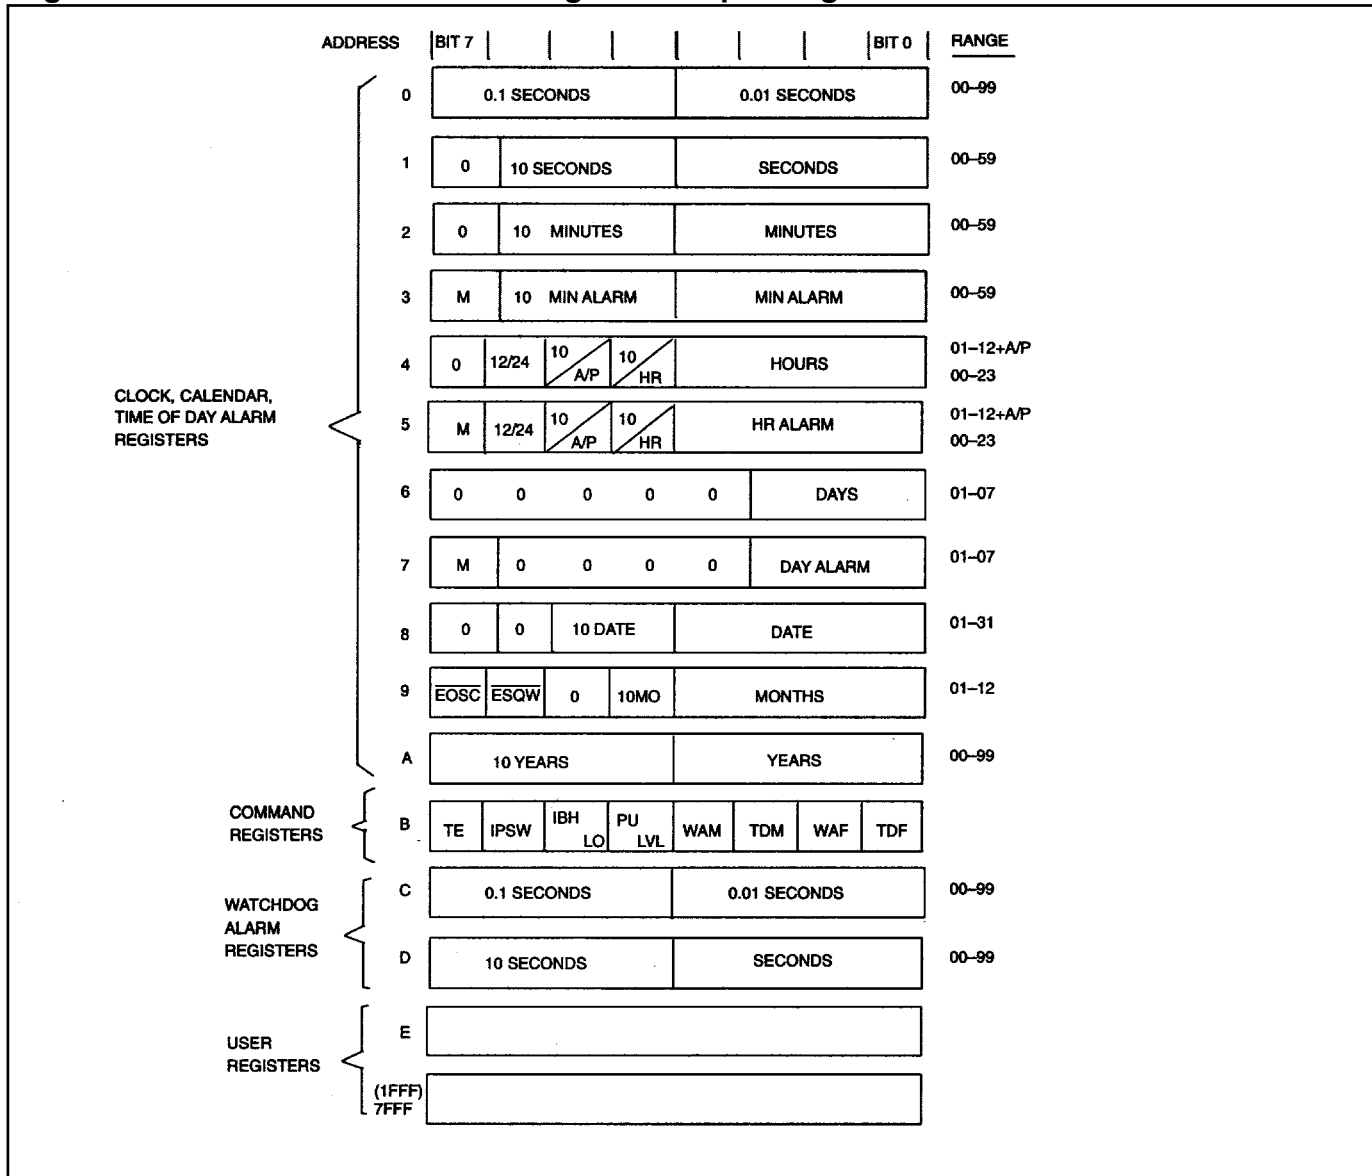 ADDRESS BIT 7 BIT 0 RANGE
0 0.1 SECONDS 0.01 SECONDS 00–99
1 0 10 SECONDS SECONDS 00–59
2 0 10 MINUTES MINUTES 00–59
3 M 10 MIN ALARM MIN ALARM 00–59
4 0 12/24 10 A/P 10 HR HOURS 01–12+A/P
00–23
CLOCK, CALENDAR,
TIME OF DAY ALARM
REGISTERS
5 M 12/24 10 A/P 10 HR HR ALARM 01–12+A/P
00–23
6 0 0 0 0 0 DAYS 01–07
7 M 0 0 0 0 DAY ALARM 01–07
8 0 0 10 DATE DATE 01–31
9 EOSC ESQW 0 10MO MONTHS 01–12
A 10 YEARS YEARS 00–99
COMMAND
REGISTERS
B TE IPSW IBH LO PU LVL WAM TDM WAF TDF
C 0.1 SECONDS 0.01 SECONDS 00–99
WATCHDOG
ALARM
REGISTERS
D 10 SECONDS SECONDS 00–99
E
USER
REGISTERS
(1FFF)
7FFF